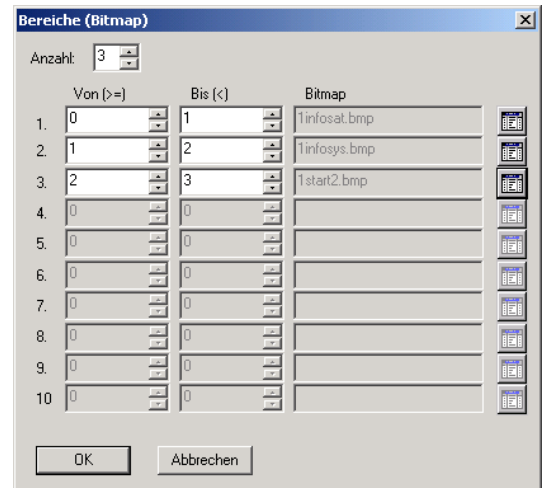 Bereiche (Bitmap)
Anzahl: 3
Von (>=) Bis (<) Bitmap
1. 0 1 1infosat.bmp
2. 1 2 1infosys.bmp
3. 2 3 1start2.bmp
4. 0 0
5. 0 0
6. 0 0
7. 0 0
8. 0 0
9. 0 0
10 0 0
OK Abbrechen